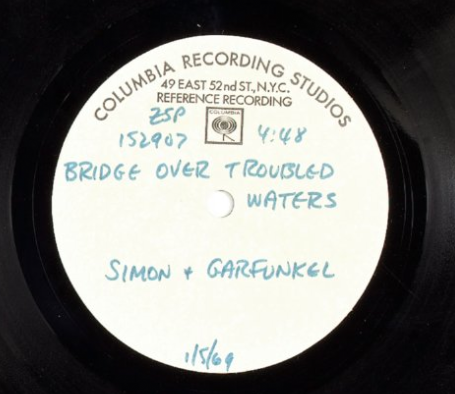 COLUMBIA RECORDING STUDIOS
49 EAST 52nd ST., N.Y.C.
REFERENCE RECORDING
COLUMBIA
ZSP
152907 4:48
BRIDGE OVER TROUBLED
WATERS
SIMON + GARFUNKEL
1/5/69